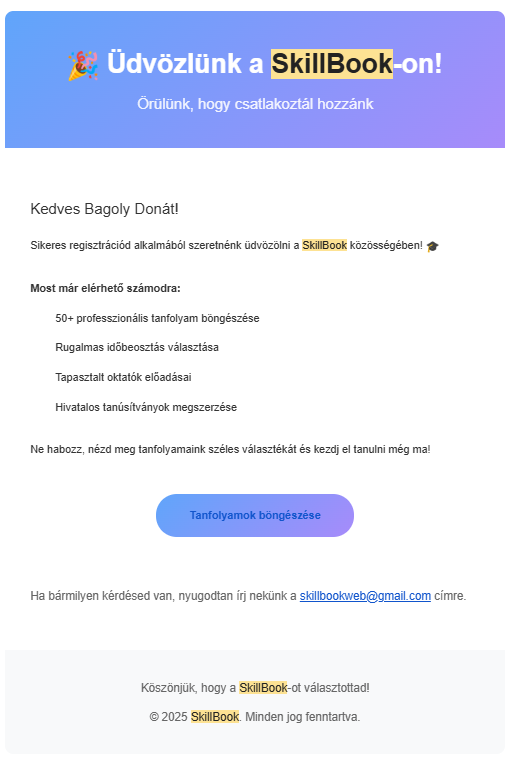 🎉 Üdvözlünk a SkillBook-on!
Örülünk, hogy csatlakoztál hozzánk
Kedves Bagoly Donát!
Sikeres regisztrációd alkalmából szeretnénk üdvözölni a SkillBook közösségében! 🎓
Most már elérhető számodra:
50+ professzionális tanfolyam böngészése
Rugalmas időbeosztás választása
Tapasztalt oktatók előadásai
Hivatalos tanúsítványok megszerzése
Ne habozz, nézd meg tanfolyamaink széles választékát és kezdj el tanulni még ma!
Tanfolyamok böngészése
Ha bármilyen kérdésed van, nyugodtan írj nekünk a skillbookweb@gmail.com címre.
Köszönjük, hogy a SkillBook-ot választottad!
© 2025 SkillBook. Minden jog fenntartva.